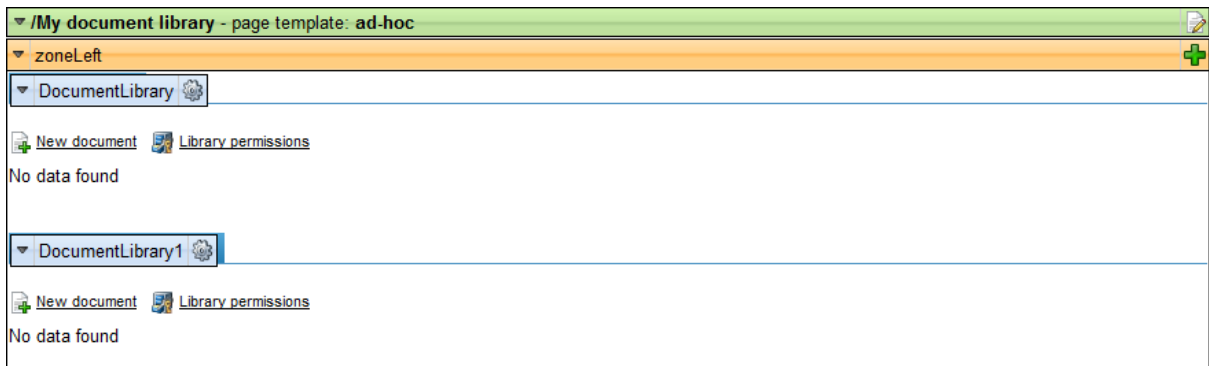 /My document library - page template: ad-hoc
zoneLeft
DocumentLibrary
New document Library permissions
No data found
DocumentLibrary1
New document Library permissions
No data found